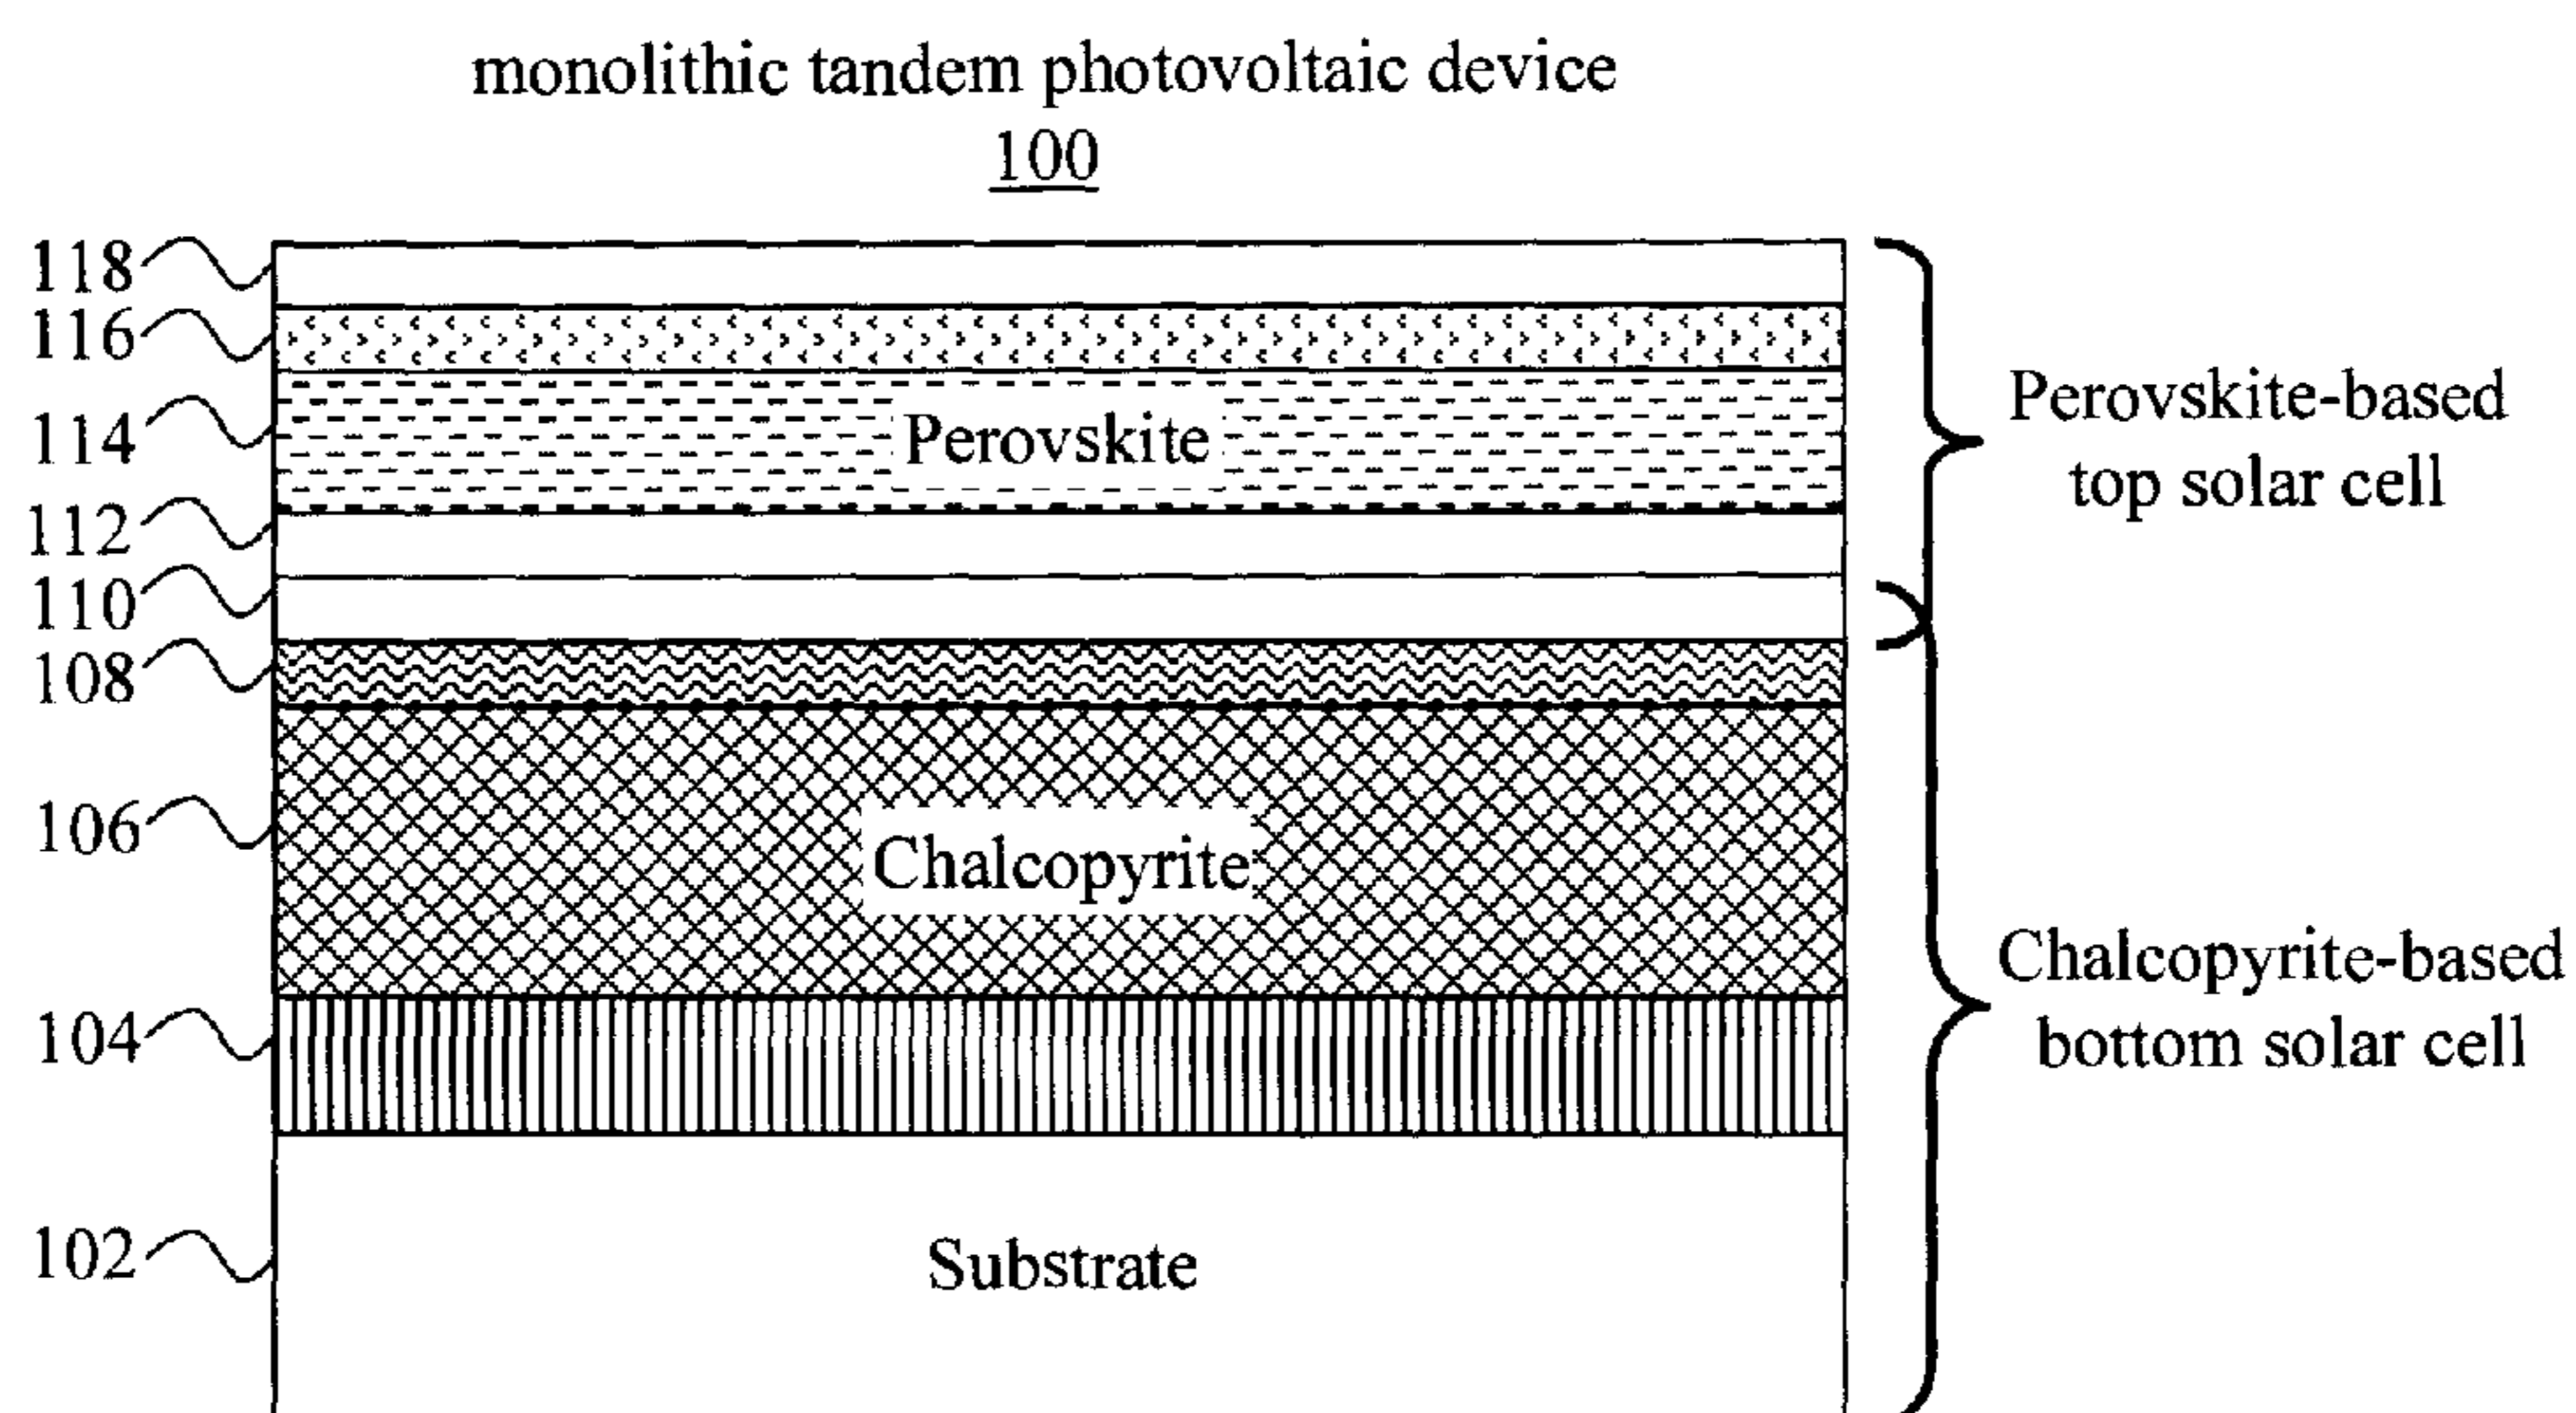 monolithic tandem photovoltaic device
100
118
116
114
112
110
108
106
104
102
Perovskite
Chalcopyrite
Substrate
Perovskite-based
top solar cell
Chalcopyrite-based
bottom solar cell